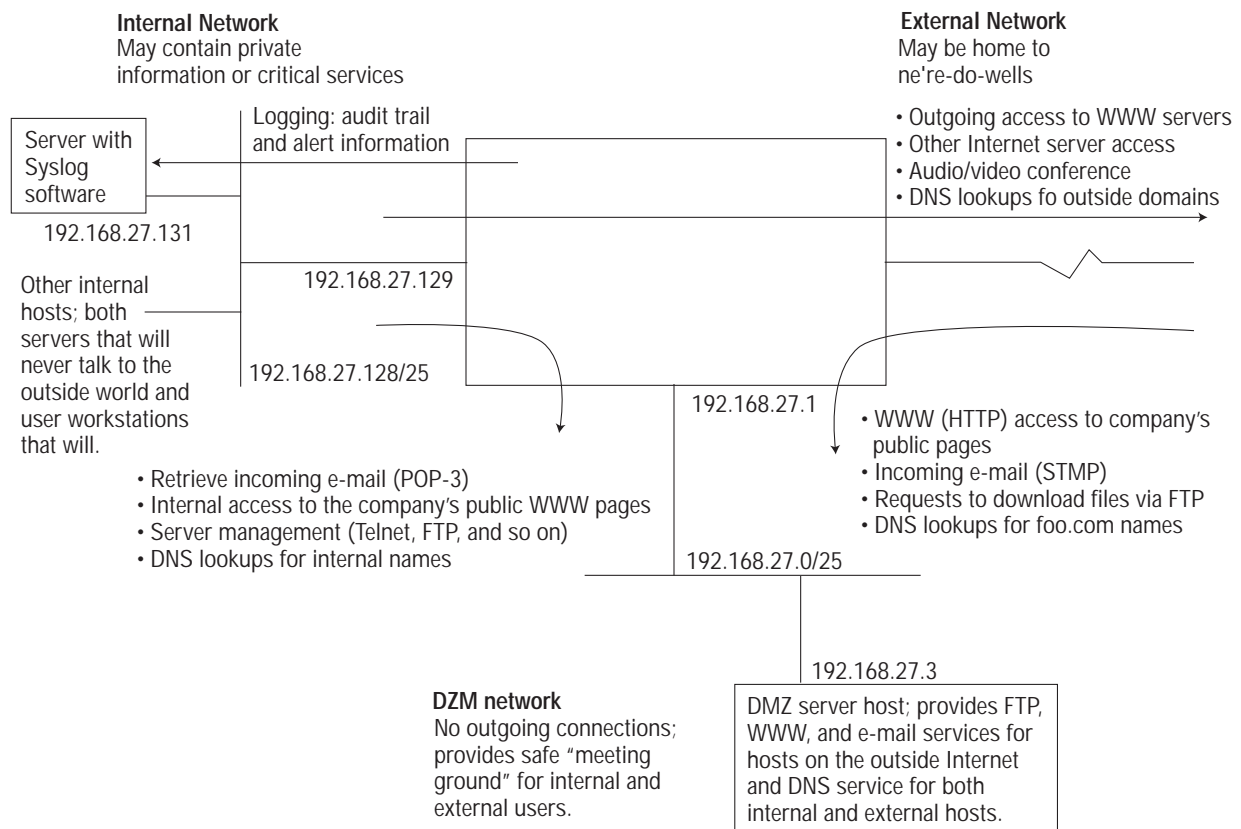 Internal Network
May contain private
information or critical services
External Network
May be home to
ne're-do-wells
• Outgoing access to WWW servers
• Other Internet server access
• Audio/video conference
• DNS lookups fo outside domains
Logging: audit trail
and alert information
Server with
Syslog
software
192.168.27.131
192.168.27.129
Other internal
hosts; both
servers that will
never talk to the
outside world and
user workstations
that will.
192.168.27.128/25
192.168.27.1
• WWW (HTTP) access to company’s
public pages
• Incoming e-mail (STMP)
• Requests to download files via FTP
• DNS lookups for foo.com names
• Retrieve incoming e-mail (POP-3)
• Internal access to the company’s public WWW pages
• Server management (Telnet, FTP, and so on)
• DNS lookups for internal names
192.168.27.0/25
192.168.27.3
DZM network
No outgoing connections;
provides safe “meeting
ground” for internal and
external users.
DMZ server host; provides FTP,
WWW, and e-mail services for
hosts on the outside Internet
and DNS service for both
internal and external hosts.